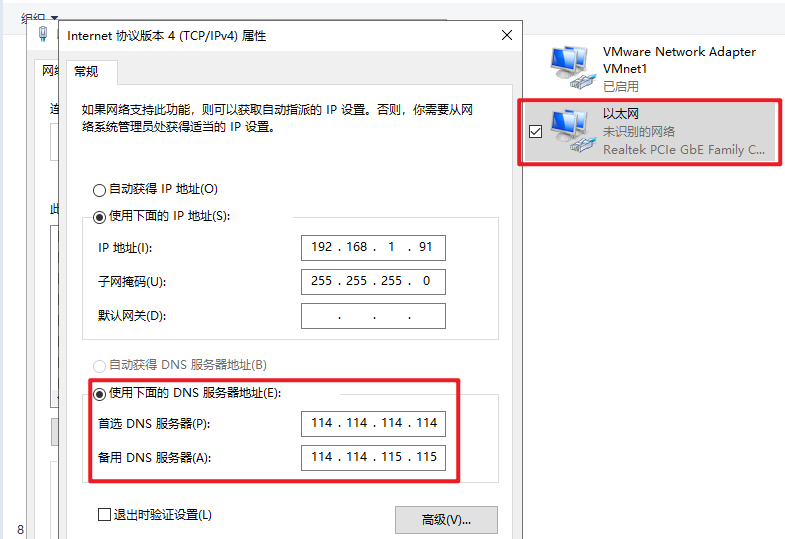 组织
Internet 协议版本 4 (TCP/IPv4) 属性
网络
常规
如果网络支持此功能，则可以获取自动指派的 IP 设置。否则，你需要从网
络系统管理员处获得适当的 IP 设置。
自动获得 IP 地址(O)
使用下面的 IP 地址(S):
IP 地址(I):
192 . 168 . 1 . 91
子网掩码(U):
255 . 255 . 255 . 0
默认网关(D):
. . .
自动获得 DNS 服务器地址(B)
使用下面的 DNS 服务器地址(E):
首选 DNS 服务器(P):
114 . 114 . 114 . 114
备用 DNS 服务器(A):
114 . 114 . 115 . 115
退出时验证设置(L)
高级(V)...
8
VMware Network Adapter
VMnet1
已启用
以太网
未识别的网络
Realtek PCIe GbE Family C...